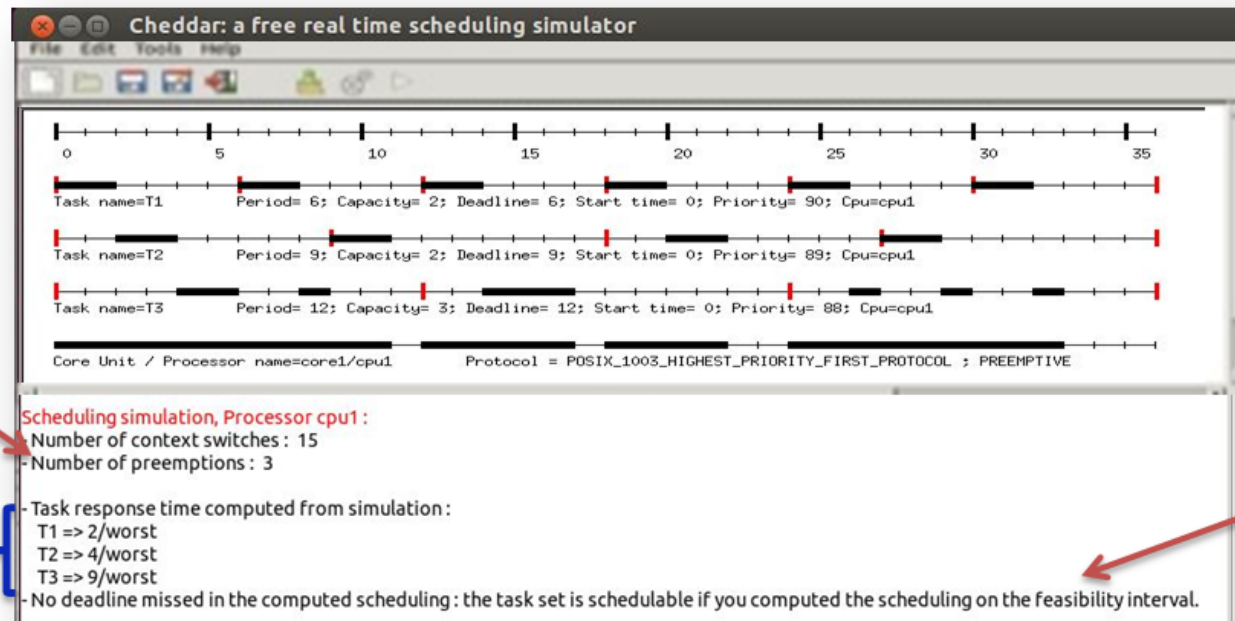 Cheddar: a free real time scheduling simulator
File Edit Tools Help
0 5 10 15 20 25 30 35
Task name=T1 Period= 6; Capacity= 2; Deadline= 6; Start time= 0; Priority= 90; Cpu=cpu1
Task name=T2 Period= 9; Capacity= 2; Deadline= 9; Start time= 0; Priority= 89; Cpu=cpu1
Task name=T3 Period= 12; Capacity= 3; Deadline= 12; Start time= 0; Priority= 88; Cpu=cpu1
Core Unit / Processor name=core1/cpu1 Protocol = POSIX_1003_HIGHEST_PRIORITY_FIRST_PROTOCOL ; PREEMPTIVE
Scheduling simulation, Processor cpu1 :
- Number of context switches : 15
- Number of preemptions : 3
- Task response time computed from simulation :
T1 => 2/worst
T2 => 4/worst
T3 => 9/worst
- No deadline missed in the computed scheduling : the task set is schedulable if you computed the scheduling on the feasibility interval.